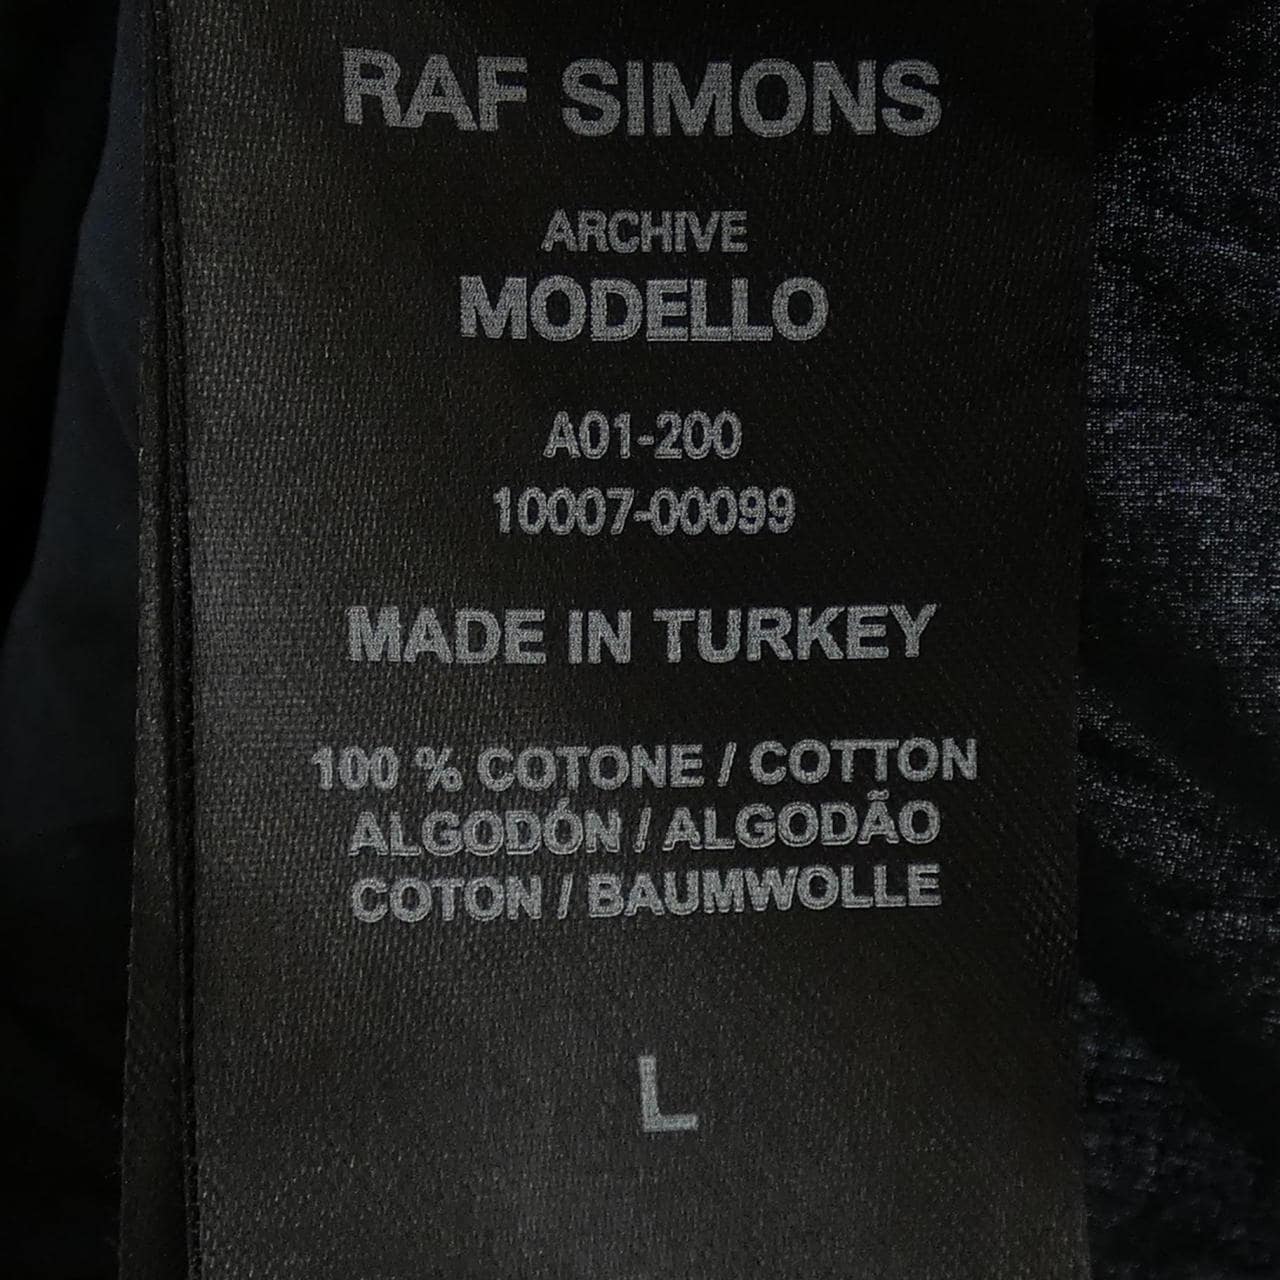 RAF SIMONS
ARCHIVE
MODELLO
A01-200
10007-00099
MADE IN TURKEY
100 % COTONE / COTTON
ALGODÓN / ALGODÃO
COTON / BAUMWOLLE
L